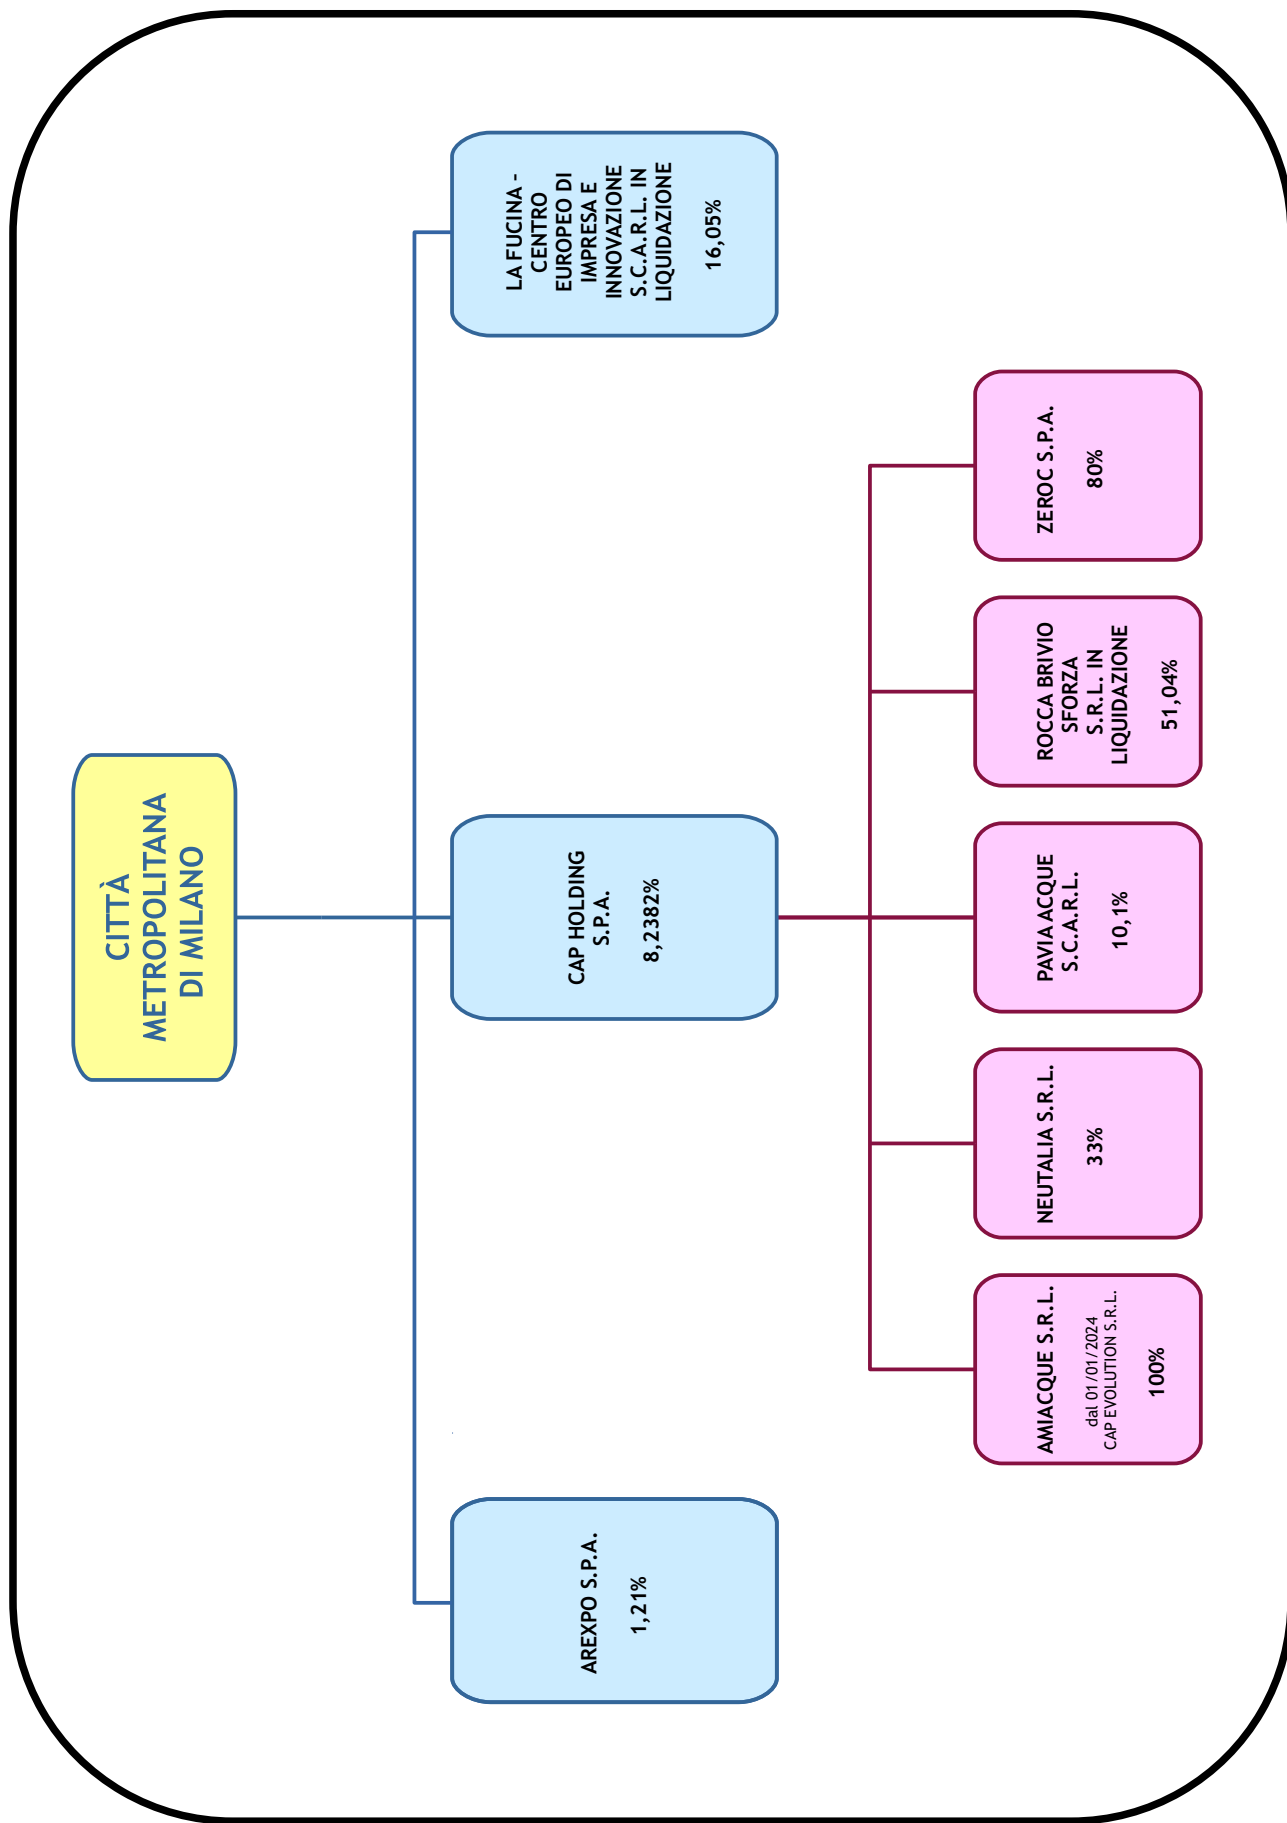 CITTÀ
METROPOLITANA
DI MILANO
AREXPO S.P.A.
1,21%
CAP HOLDING
S.P.A.
8,2382%
LA FUCINA -
CENTRO
EUROPEO DI
IMPRESA E
INNOVAZIONE
S.C.A.R.L. IN
LIQUIDAZIONE
16,05%
AMIACQUE S.R.L.
dal 01/01/2024
CAP EVOLUTION S.R.L.
100%
NEUTALIA S.R.L.
33%
PAVIA ACQUE
S.C.A.R.L.
10,1%
ROCCA BRIVIO
SFORZA
S.R.L. IN
LIQUIDAZIONE
51,04%
ZEROC S.P.A.
80%